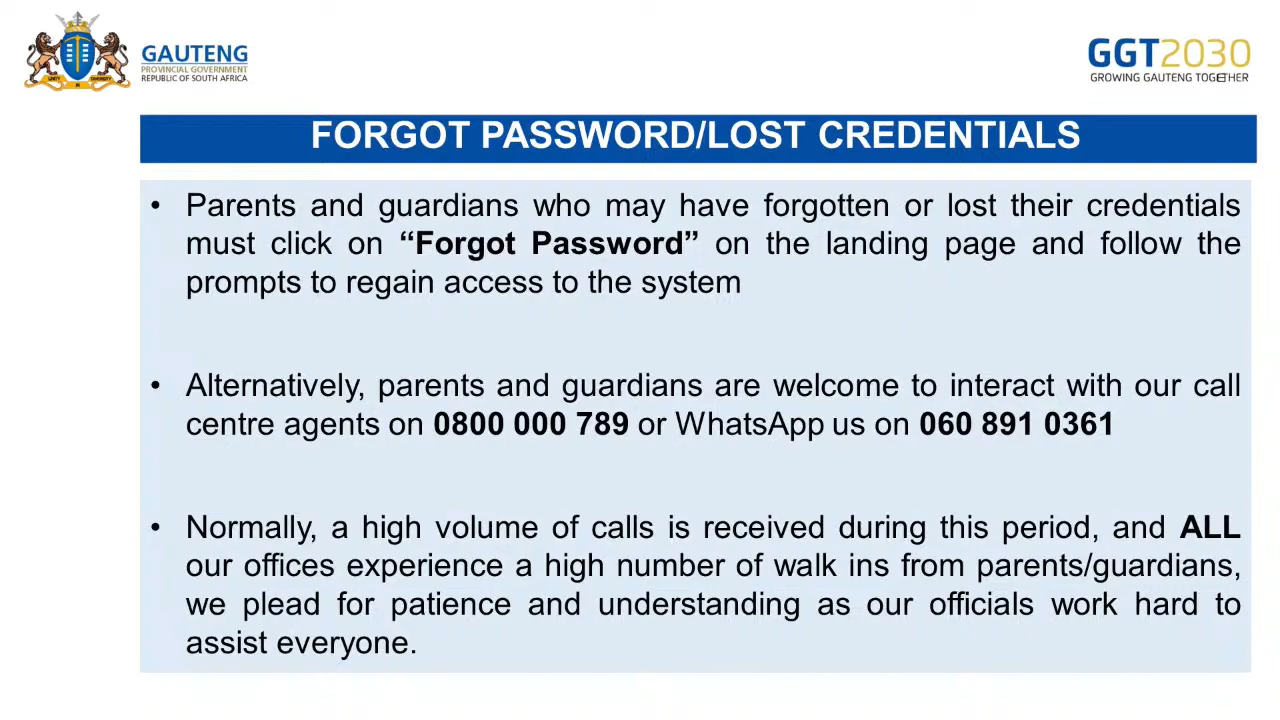 GAUTENG
PROVINCIAL GOVERNMENT
REPUBLIC OF SOUTH AFRICA
UNITY IN DIVERSITY
GGT2030
GROWING GAUTENG TOGETHER
FORGOT PASSWORD/LOST CREDENTIALS
• Parents and guardians who may have forgotten or lost their credentials
must click on “Forgot Password” on the landing page and follow the
prompts to regain access to the system
• Alternatively, parents and guardians are welcome to interact with our call
centre agents on 0800 000 789 or WhatsApp us on 060 891 0361
• Normally, a high volume of calls is received during this period, and ALL
our offices experience a high number of walk ins from parents/guardians,
we plead for patience and understanding as our officials work hard to
assist everyone.